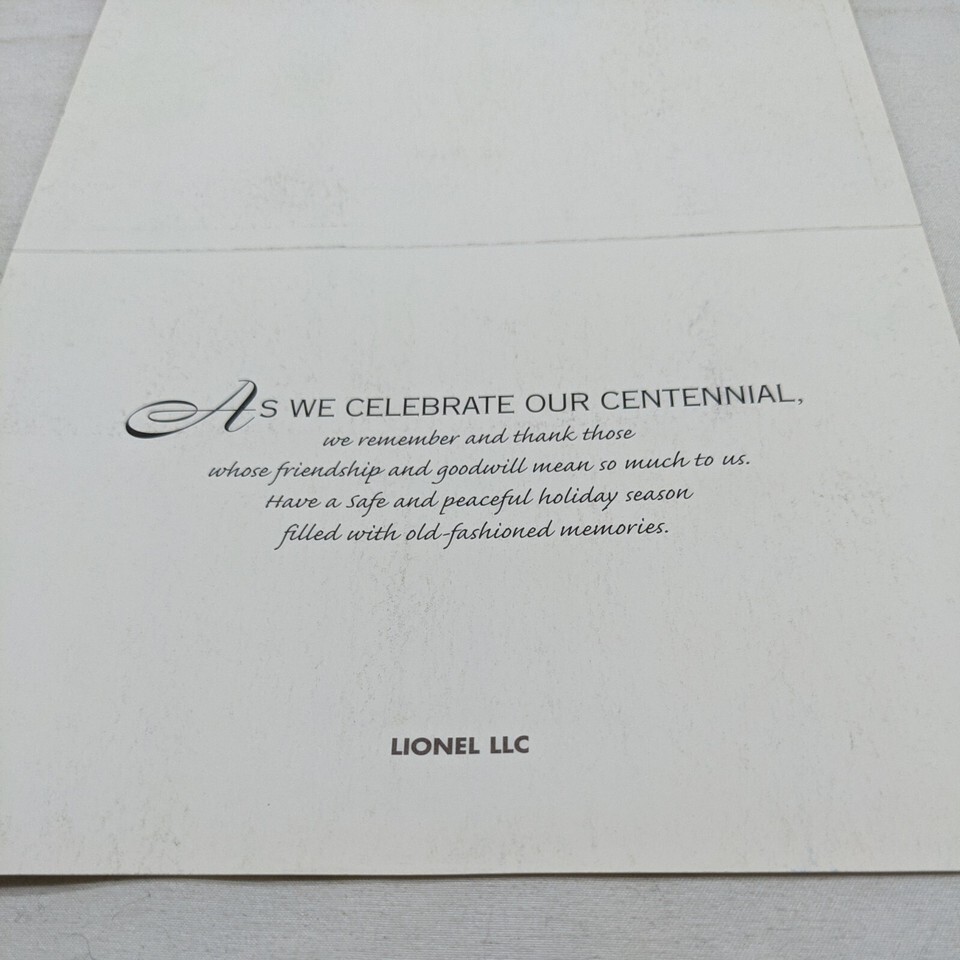 As we celebrate our centennial,
we remember and thank those
whose friendship and goodwill mean so much to us.
Have a safe and peaceful holiday season
filled with old-fashioned memories.
LIONEL LLC